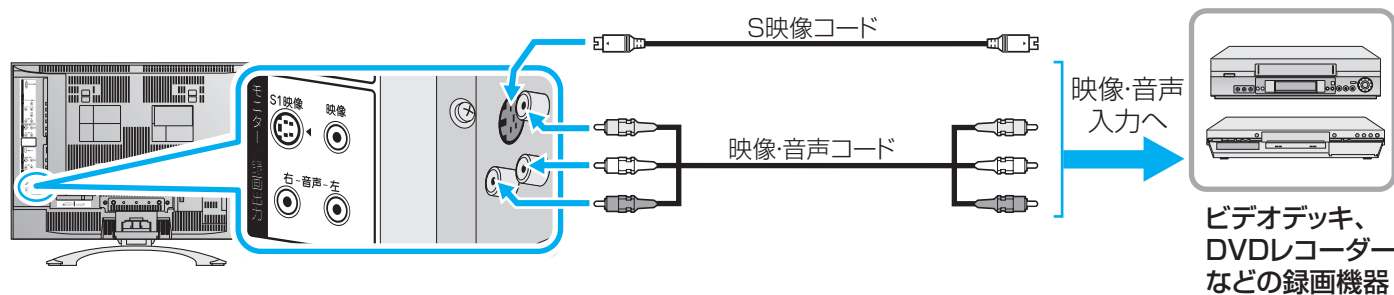 S映像コード
モニター・録画出力
S1映像
映像
右-音声-左
映像・音声コード
映像・音声
入力へ
ビデオデッキ、
DVDレコーダー
などの録画機器